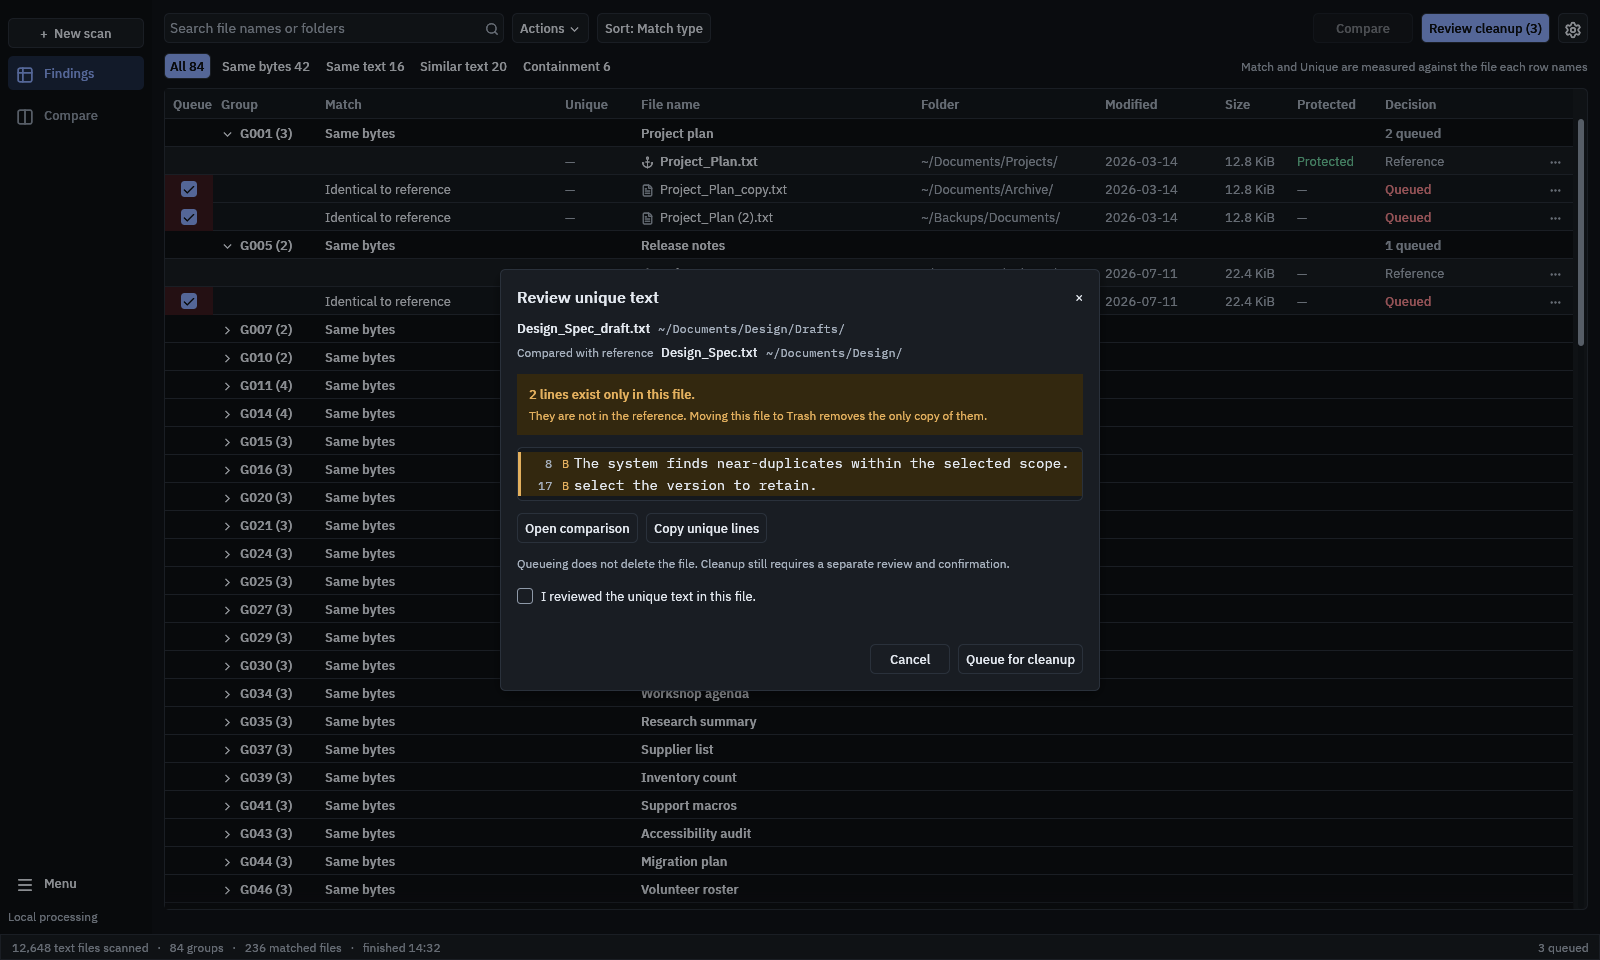 + New scan
Findings
Compare
Menu
Local processing
Search file names or folders
Actions
Sort: Match type
Compare
Review cleanup (3)
All 84 Same bytes 42 Same text 16 Similar text 20 Containment 6
Match and Unique are measured against the file each row names
Queue Group Match Unique File name Folder Modified Size Protected Decision
G001 (3) Same bytes Project plan 2 queued
— Project_Plan.txt ~/Documents/Projects/ 2026-03-14 12.8 KiB Protected Reference ···
Identical to reference — Project_Plan_copy.txt ~/Documents/Archive/ 2026-03-14 12.8 KiB — Queued ···
Identical to reference — Project_Plan (2).txt ~/Backups/Documents/ 2026-03-14 12.8 KiB — Queued ···
G005 (2) Same bytes Release notes 1 queued
2026-07-11 22.4 KiB — Reference ···
Identical to reference 2026-07-11 22.4 KiB — Queued ···
G007 (2) Same bytes
G010 (2) Same bytes
G011 (4) Same bytes
G014 (4) Same bytes
G015 (3) Same bytes
G016 (3) Same bytes
G020 (3) Same bytes
G021 (3) Same bytes
G024 (3) Same bytes
G025 (3) Same bytes
G027 (3) Same bytes
G029 (3) Same bytes
G030 (3) Same bytes
G034 (3) Same bytes Workshop agenda
G035 (3) Same bytes Research summary
G037 (3) Same bytes Supplier list
G039 (3) Same bytes Inventory count
G041 (3) Same bytes Support macros
G043 (3) Same bytes Accessibility audit
G044 (3) Same bytes Migration plan
G046 (3) Same bytes Volunteer roster
Review unique text ×
Design_Spec_draft.txt ~/Documents/Design/Drafts/
Compared with reference Design_Spec.txt ~/Documents/Design/
2 lines exist only in this file.
They are not in the reference. Moving this file to Trash removes the only copy of them.
8 B The system finds near-duplicates within the selected scope.
17 B select the version to retain.
Open comparison Copy unique lines
Queueing does not delete the file. Cleanup still requires a separate review and confirmation.
I reviewed the unique text in this file.
Cancel Queue for cleanup
12,648 text files scanned · 84 groups · 236 matched files · finished 14:32
3 queued